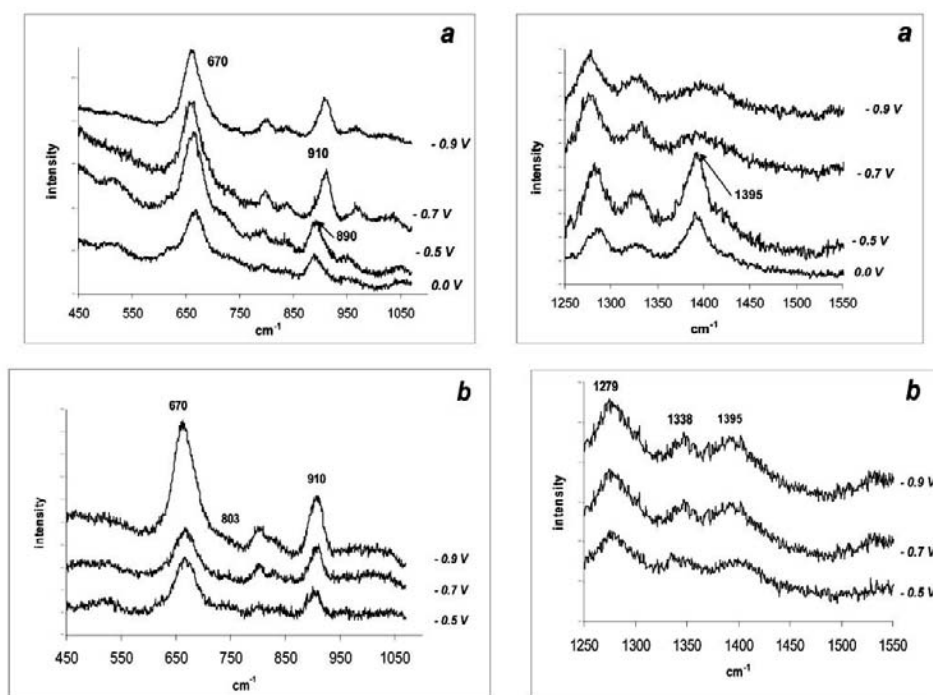 a
670
910
890
- 0.9 V
- 0.7 V
- 0.5 V
0.0 V
intensity
450 550 650 750 850 950 1050
cm-1
a
1395
- 0.9 V
- 0.7 V
- 0.5 V
0.0 V
intensity
1250 1300 1350 1400 1450 1500 1550
cm-1
b
670
910
803
- 0.9 V
- 0.7 V
- 0.5 V
intensity
450 550 650 750 850 950 1050
cm-1
b
1279
1338 1395
- 0.9 V
- 0.7 V
- 0.5 V
intensity
1250 1300 1350 1400 1450 1500 1550
cm-1